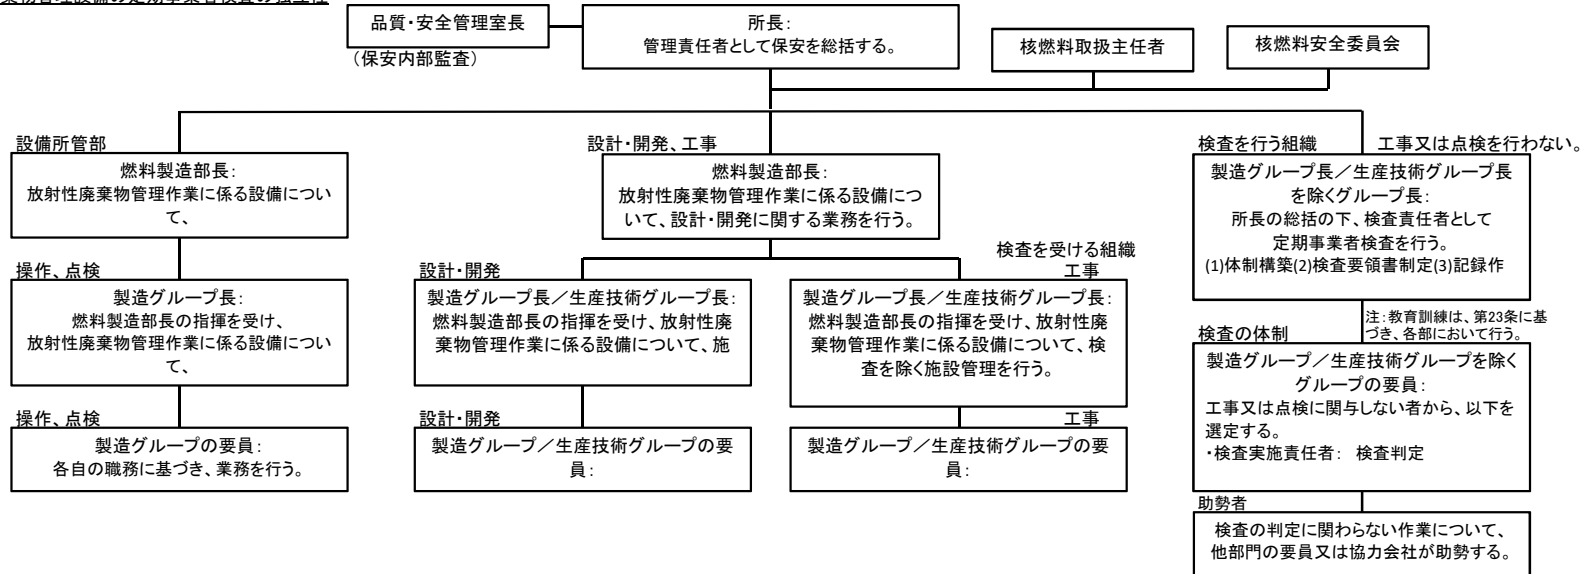 棄物管理設備の定期事業者検査の独立性
品質・安全管理室長
(保安内部監査)
所長:
管理責任者として保安を総括する。
核燃料取扱主任者
核燃料安全委員会
設備所管部
燃料製造部長:
放射性廃棄物管理作業に係る設備につい
て、
操作、点検
製造グループ長:
燃料製造部長の指揮を受け、
放射性廃棄物管理作業に係る設備につい
て、
操作、点検
製造グループの要員:
各自の職務に基づき、業務を行う。
設計・開発、工事
燃料製造部長:
放射性廃棄物管理作業に係る設備につ
いて、設計・開発に関する業務を行う。
設計・開発
製造グループ長/生産技術グループ長:
燃料製造部長の指揮を受け、放射性廃
棄物管理作業に係る設備について、施
設計・開発
製造グループ/生産技術グループの要
員:
検査を受ける組織
工事
製造グループ長/生産技術グループ長:
燃料製造部長の指揮を受け、放射性廃
棄物管理作業に係る設備について、検
査を除く施設管理を行う。
工事
製造グループ/生産技術グループの要
員:
検査を行う組織
工事又は点検を行わない。
製造グループ長/生産技術グループ長
を除くグループ長:
所長の総括の下、検査責任者として
定期事業者検査を行う。
(1)体制構築(2)検査要領書制定(3)記録作
注:教育訓練は、第23条に基
づき、各部において行う。
検査の体制
製造グループ/生産技術グループを除く
グループの要員:
工事又は点検に関与しない者から、以下を
選定する。
・検査実施責任者: 検査判定
助勢者
検査の判定に関わらない作業について、
他部門の要員又は協力会社が助勢する。